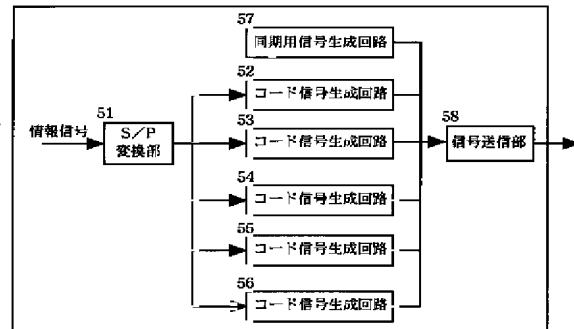 57
同期用信号生成回路
52
コード信号生成回路
51
情報信号
S／P
変換部
53
コード信号生成回路
58
信号送信部
54
コード信号生成回路
55
コード信号生成回路
56
コード信号生成回路